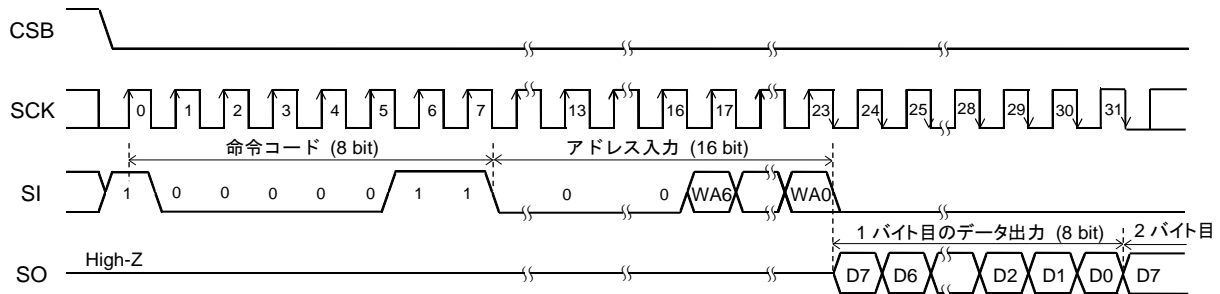 CSB
SCK 0 1 2 3 4 5 6 7 13 16 17 23 24 25 28 29 30 31
命令コード (8 bit) アドレス入力 (16 bit)
SI 1 0 0 0 0 0 1 1 0 0 WA6 WA0
1 バイト目のデータ出力 (8 bit) 2 バイト目
High-Z
SO D7 D6 D2 D1 D0 D7